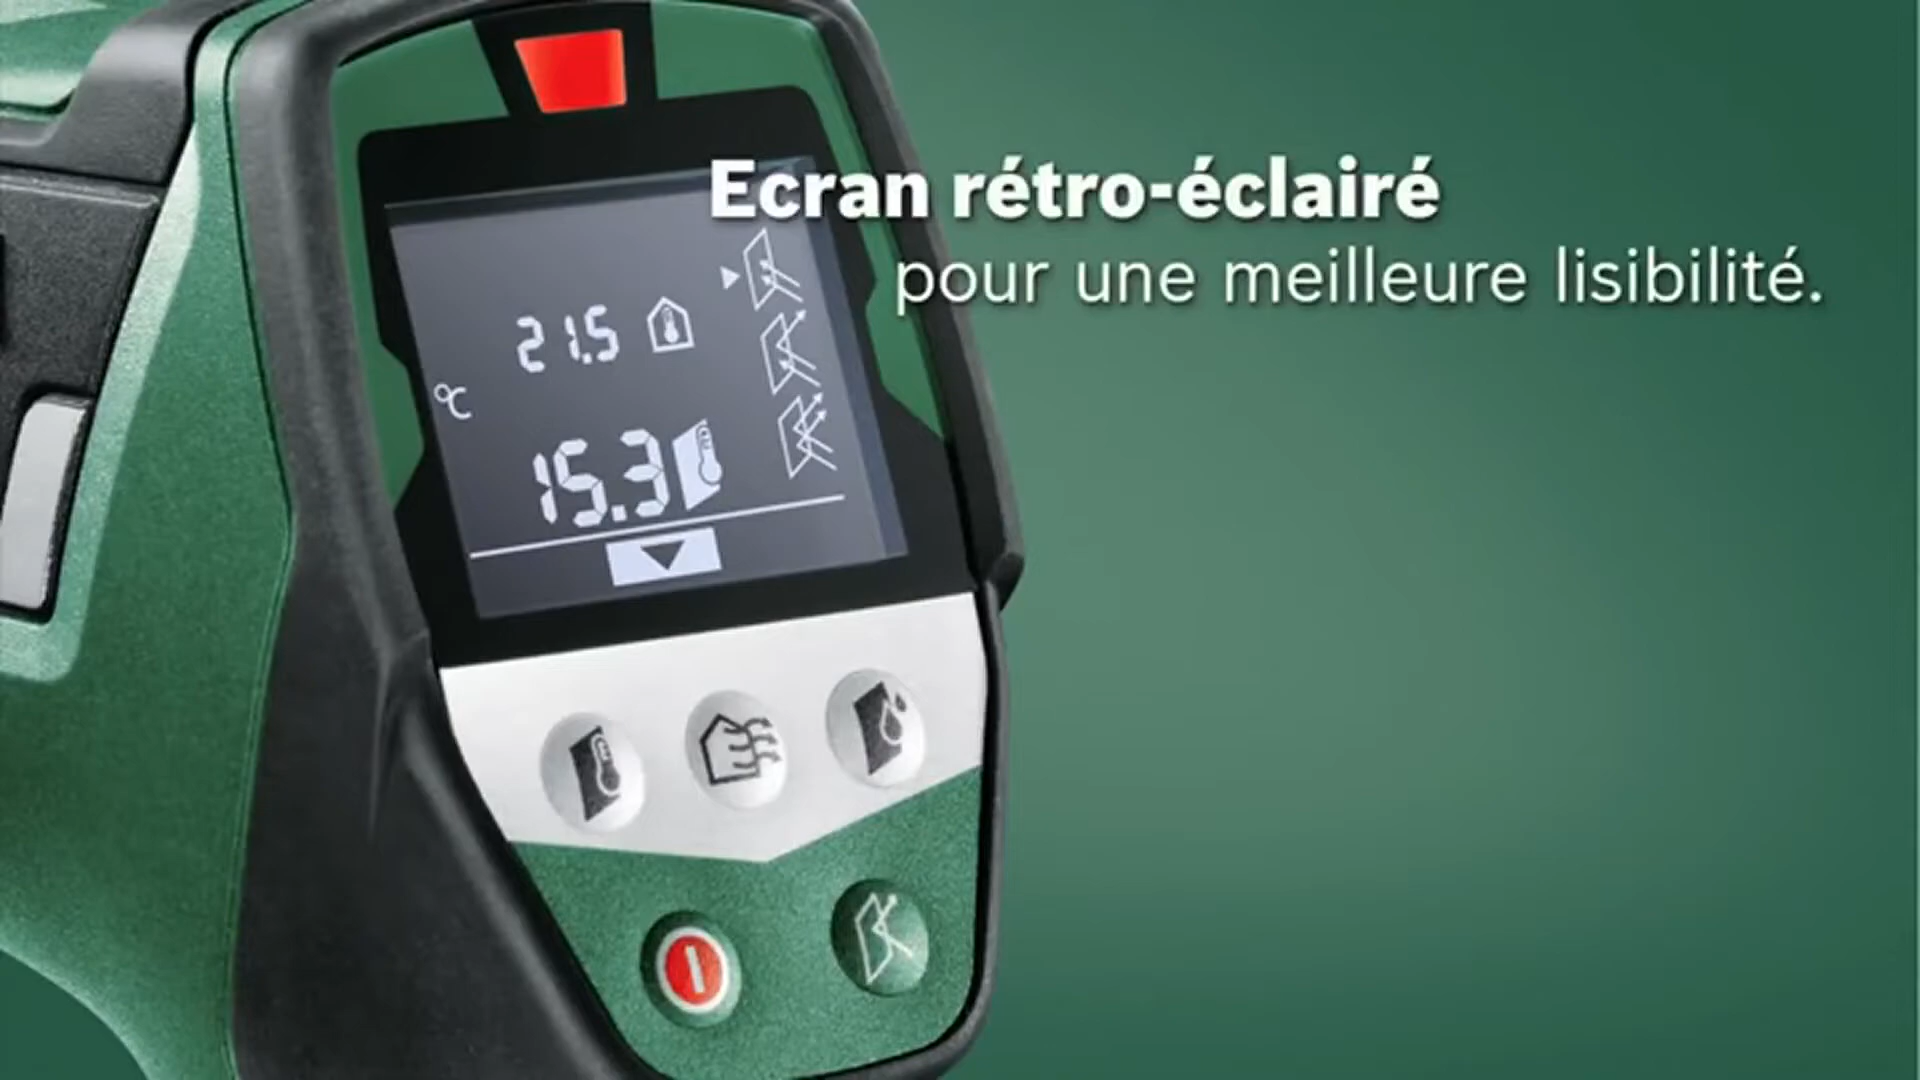 Ecran rétro-éclairé
pour une meilleure lisibilité.
21.5
°C
15.3